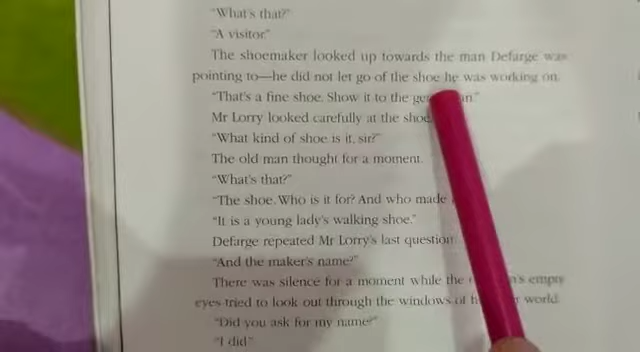 "What's that?"
"A visitor."
The shoemaker looked up towards the man Defarge was
pointing to—he did not let go of the shoe he was working on.
"That's a fine shoe. Show it to the
Mr Lorry looked carefully at the shoe
"What kind of shoe is it, sir?"
The old man thought for a moment.
"What's that?"
"The shoe. Who is it for? And who made
"It is a young lady's walking shoe."
Defarge repeated Mr Lorry's last question
"And the maker's name?"
There was silence for a moment while the empty
eyes tried to look out through the windows of world.
"Did you ask for my name?"
"I did"